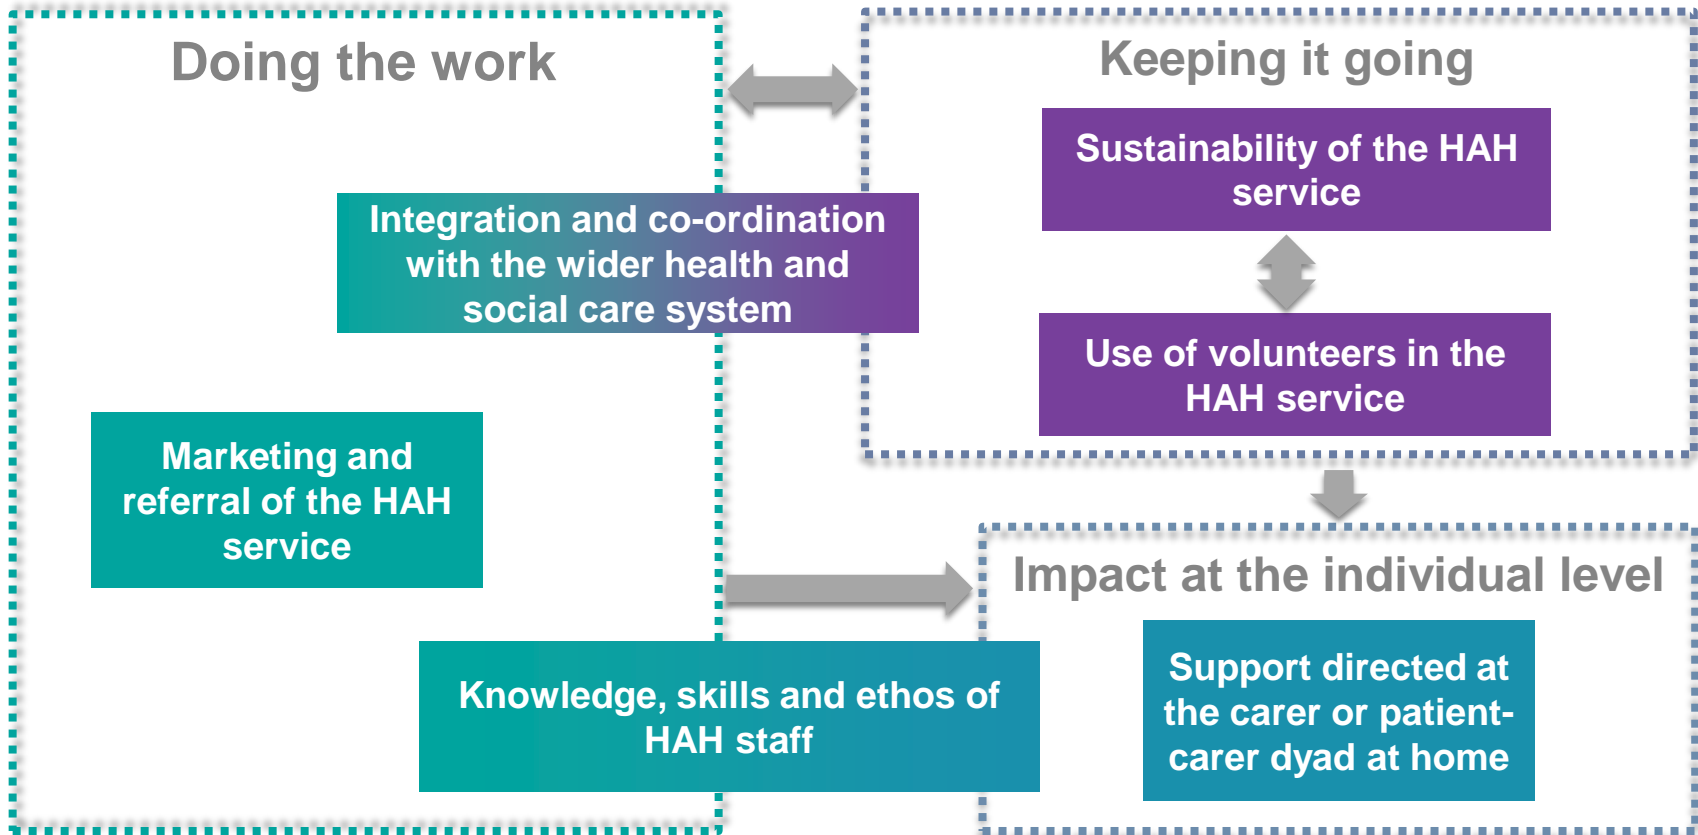 Doing the work
Keeping it going
Sustainability of the HAH
service
Integration and co-ordination
with the wider health and
social care system
Use of volunteers in the
HAH service
Marketing and
referral of the HAH
service
Impact at the individual level
Knowledge, skills and ethos of
HAH staff
Support directed at
the carer or patient-
carer dyad at home